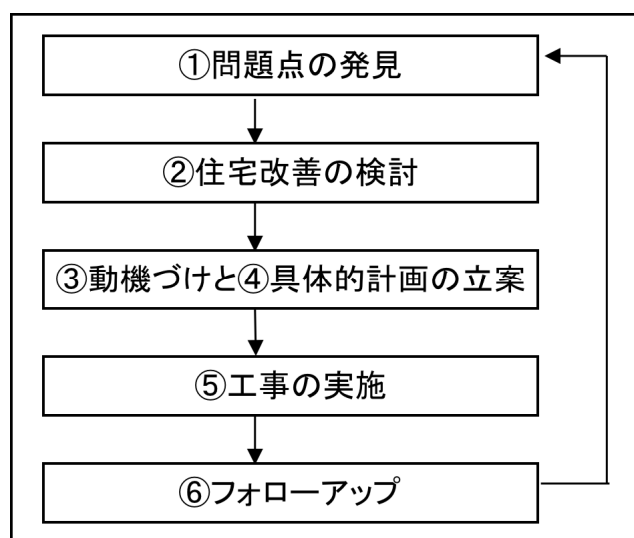 ①問題点の発見
②住宅改善の検討
③動機づけと④具体的計画の立案
⑤工事の実施
⑥フォローアップ